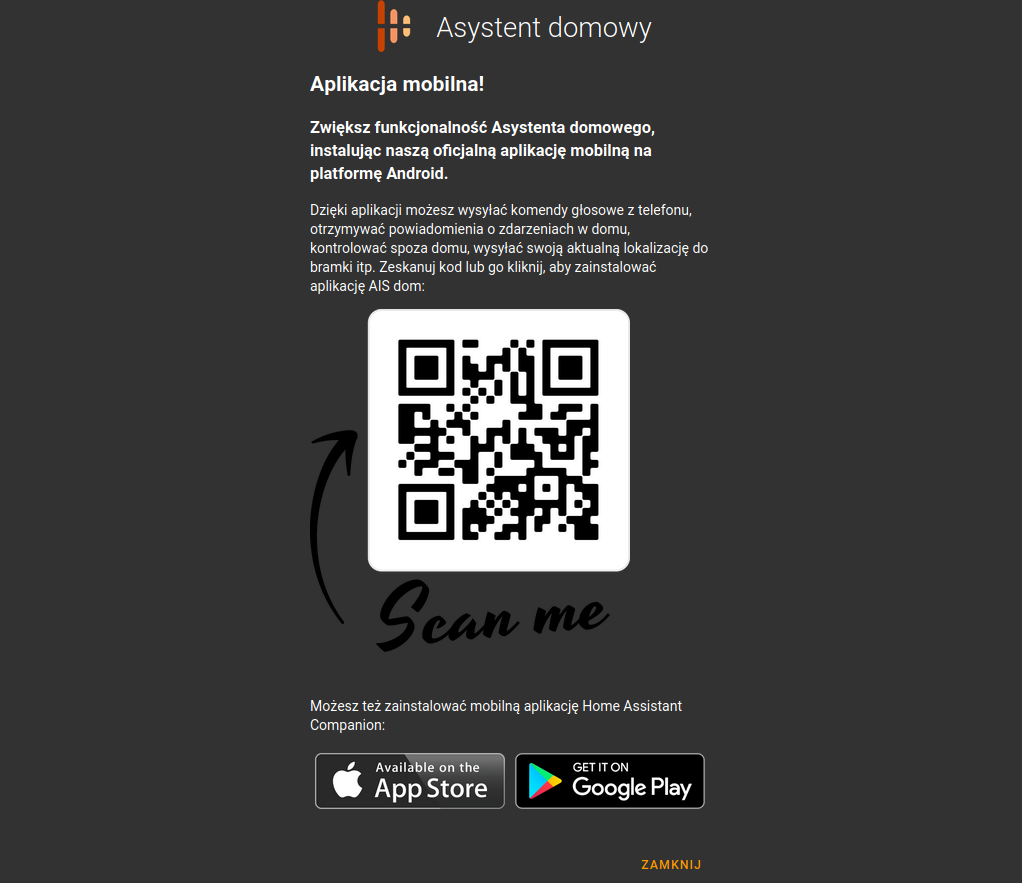 Asystent domowy
Aplikacja mobilna!
Zwiększ funkcjonalność Asystenta domowego,
instalując naszą oficjalną aplikację mobilną na
platformę Android.
Dzięki aplikacji możesz wysyłać komendy głosowe z telefonu,
otrzymywać powiadomienia o zdarzeniach w domu,
kontrolować spoza domu, wysyłać swoją aktualną lokalizację do
bramki itp. Zeskanuj kod lub go kliknij, aby zainstalować
aplikację AIS dom:
Scan me
Możesz też zainstalować mobilną aplikację Home Assistant
Companion:
Available on the
App Store
GET IT ON
Google Play
ZAMKNIJ